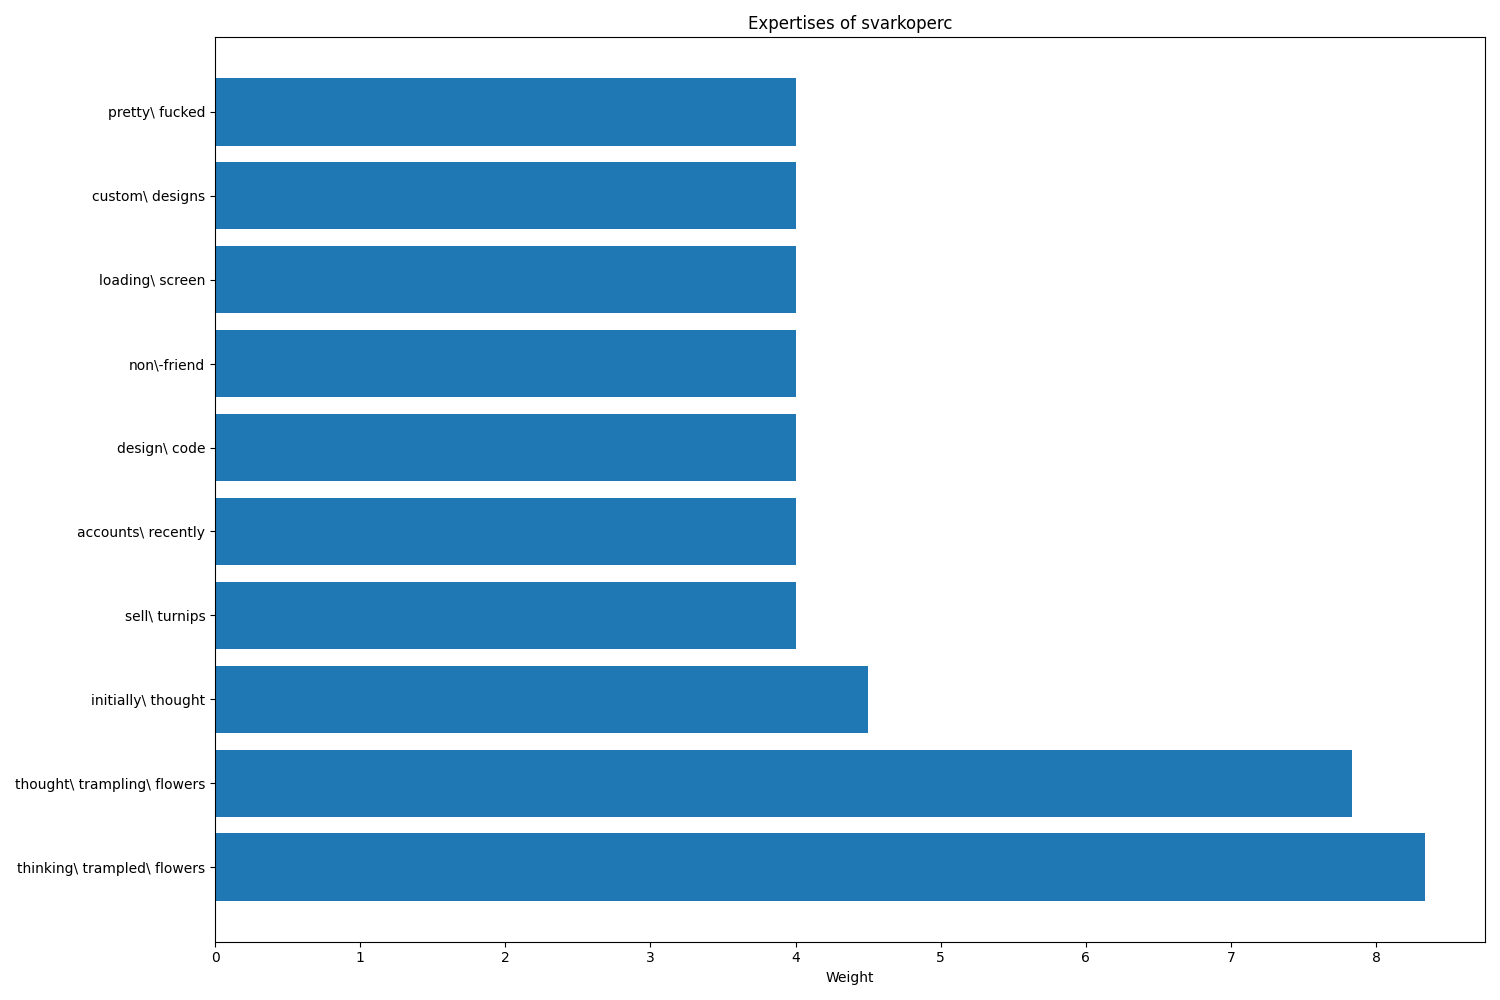 Expertises of svarkoperc
pretty\ fucked
custom\ designs
loading\ screen
non\-friend
design\ code
accounts\ recently
sell\ turnips
initially\ thought
thought\ trampling\ flowers
thinking\ trampled\ flowers
0 1 2 3 4 5 6 7 8
Weight